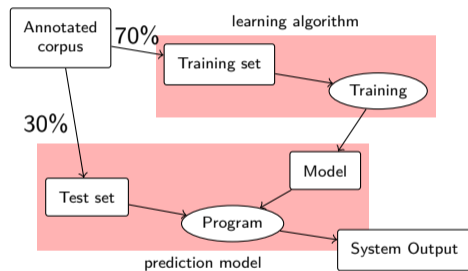 learning algorithm
Annotated
corpus
70%
Training set
Training
30%
Model
Test set
Program
System Output
prediction model